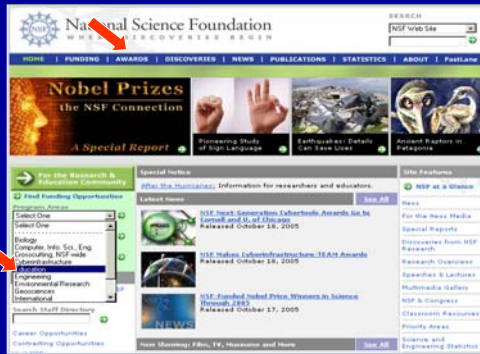 National Science Foundation
WHERE DISCOVERIES BEGIN
SEARCH
NSF Web Site
HOME | FUNDING | AWARDS | DISCOVERIES | NEWS | PUBLICATIONS | STATISTICS | ABOUT | FastLane
Nobel Prizes
the NSF Connection
A Special Report
Pioneering Study
of Sign Language
Earthquakes: Details
Can Save Lives
Ancient Raptors in
Patagonia
For the Research &
Education Community
Find Funding Opportunities
Program Areas
Select One
Select One
Biology
Compute, Info. Sci., Eng.
Crosscutting, NSF-wide
Cyberinfrastructure
Education
Engineering
Environmental Research
Geosciences
International
Search Staff Directory
Career Opportunities
Contracting Opportunities
Special Notice
After the Hurricanes: Information for researchers and educators.
Latest News
See All
NSF Next-Generation Cybertools Awards Go to
Cornell and U. of Chicago
Released October 18, 2005
NSF Makes Cyberinfrastructure-TEAM Awards
Released October 18, 2005
NSF-Funded Nobel Prize Winners in Science
Through 2005
Released October 17, 2005
NEWS
Now Showing: Film, TV, Museums and More
See All
Site Features
NSF at a Glance
News
For the News Media
Special Reports
Discoveries from NSF
Research
Research Overviews
Speeches & Lectures
Multimedia Gallery
NSF & Congress
Classroom Resources
Priority Areas
Science and
Engineering Statistics